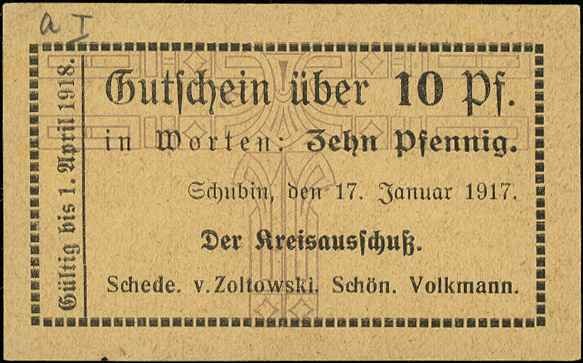 a I
Gutschein über 10 Pf.
in Worten: Zehn Pfennig.
Schubin, den 17. Januar 1917.
Der Kreisausschuß.
Schede. v. Zoltowski. Schön. Volkmann.
Gültig bis 1. April 1918.